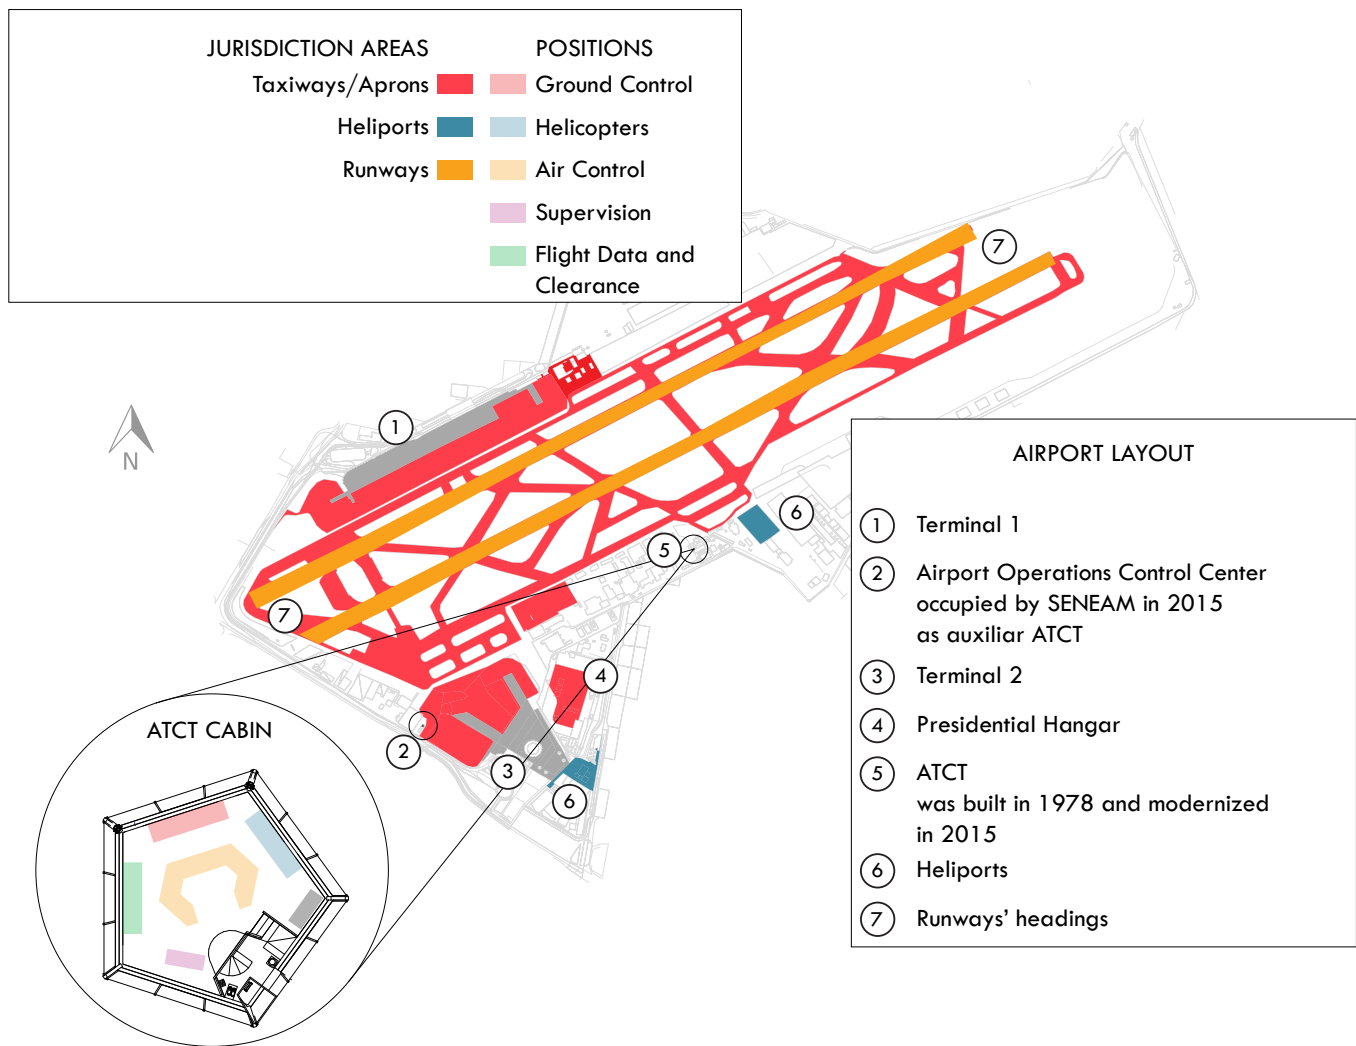 JURISDICTION AREAS
POSITIONS
Taxiways/Aprons
Ground Control
Heliports
Helicopters
Runways
Air Control
Supervision
Flight Data and
Clearance
7
1
N
6
5
7
4
2
3
6
ATCT CABIN
AIRPORT LAYOUT
1 Terminal 1
2 Airport Operations Control Center
occupied by SENEAM in 2015
as auxiliar ATCT
3 Terminal 2
4 Presidential Hangar
5 ATCT
was built in 1978 and modernized
in 2015
6 Heliports
7 Runways’ headings